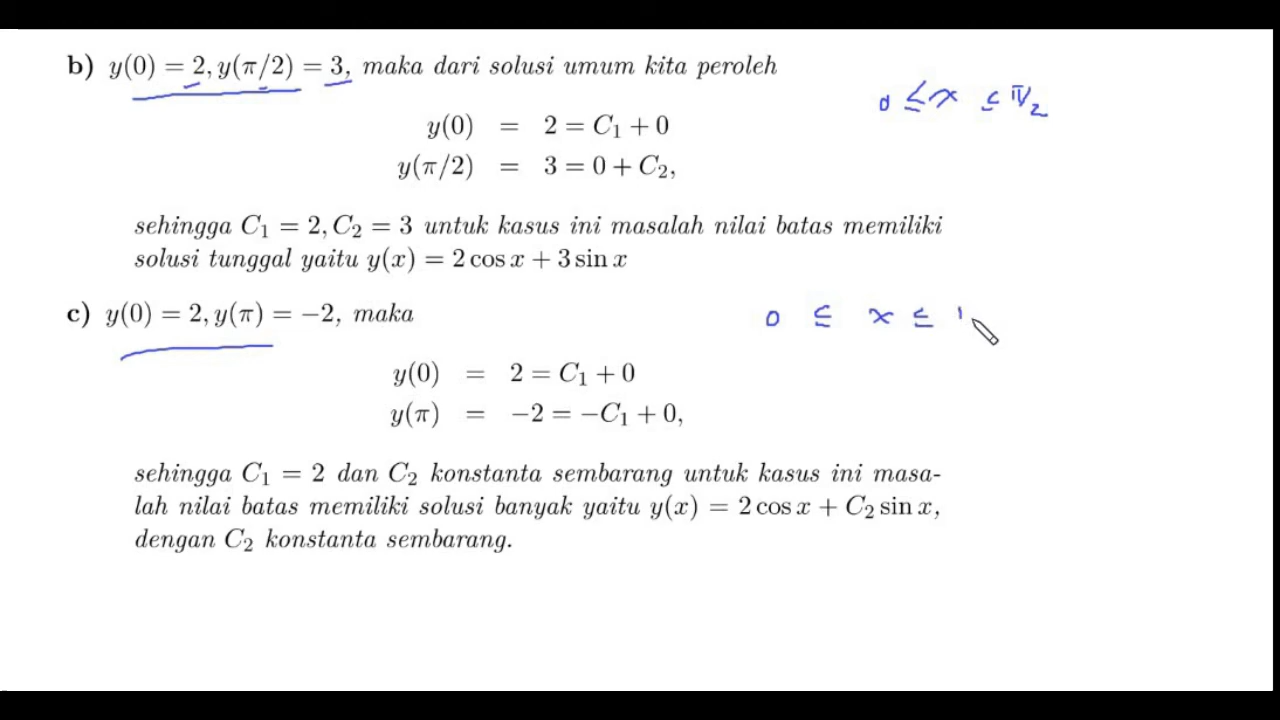 b) y(0) = 2, y(π/2) = 3, maka dari solusi umum kita peroleh
0 ≤ x ≤ π/2
y(0) = 2 = C₁ + 0
y(π/2) = 3 = 0 + C₂,
sehingga C₁ = 2, C₂ = 3 untuk kasus ini masalah nilai batas memiliki
solusi tunggal yaitu y(x) = 2 cos x + 3 sin x
c) y(0) = 2, y(π) = −2, maka
0 ≤ x ≤
y(0) = 2 = C₁ + 0
y(π) = −2 = −C₁ + 0,
sehingga C₁ = 2 dan C₂ konstanta sembarang untuk kasus ini masa-
lah nilai batas memiliki solusi banyak yaitu y(x) = 2 cos x + C₂ sin x,
dengan C₂ konstanta sembarang.